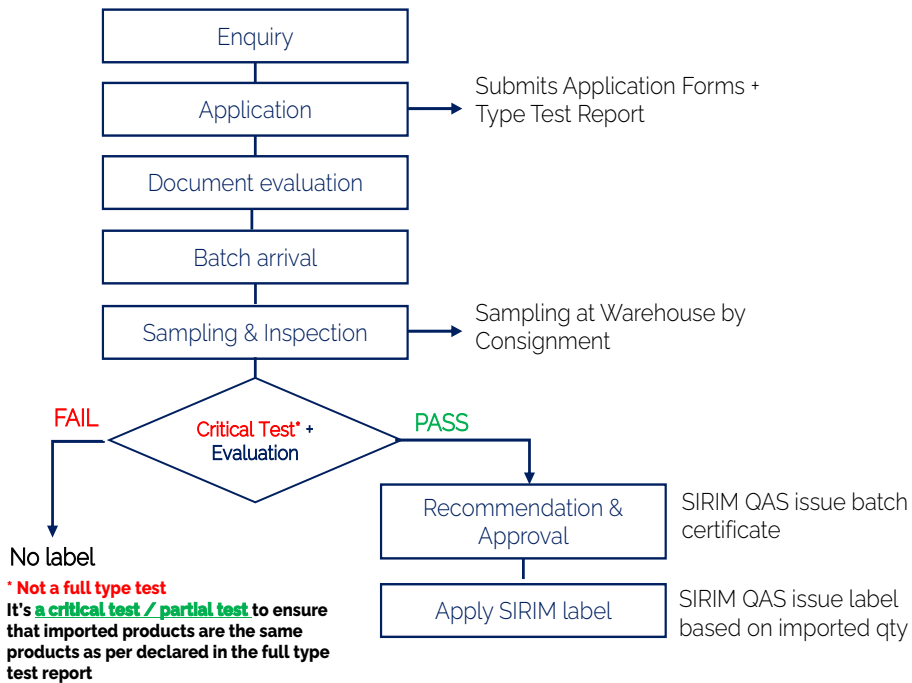 Enquiry
Application
Submits Application Forms +
Type Test Report
Document evaluation
Batch arrival
Sampling & Inspection
Sampling at Warehouse by
Consignment
FAIL
Critical Test* +
Evaluation
PASS
Recommendation &
Approval
SIRIM QAS issue batch
certificate
No label
* Not a full type test
It's a critical test / partial test to ensure
that imported products are the same
products as per declared in the full type
test report
Apply SIRIM label
SIRIM QAS issue label
based on imported qty